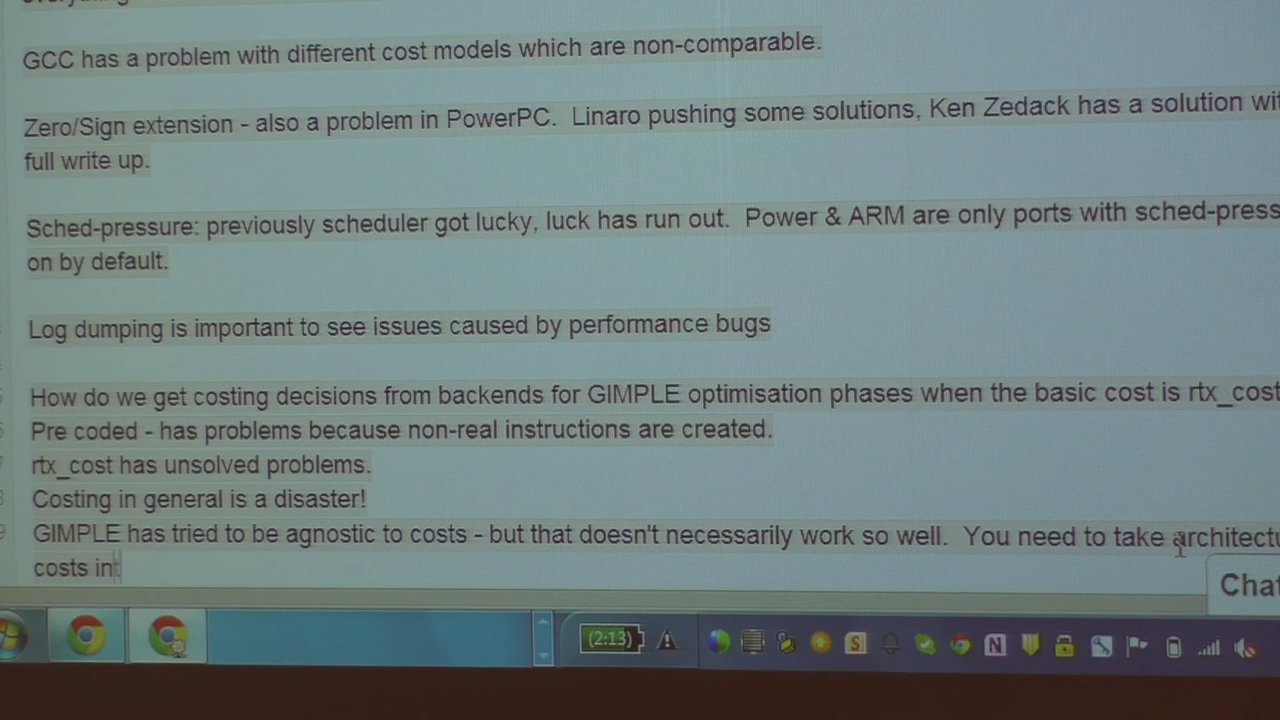 GCC has a problem with different cost models which are non-comparable.
Zero/Sign extension - also a problem in PowerPC.  Linaro pushing some solutions, Ken Zedack has a solution wit
full write up.
Sched-pressure: previously scheduler got lucky, luck has run out.  Power & ARM are only ports with sched-press
on by default.
Log dumping is important to see issues caused by performance bugs
How do we get costing decisions from backends for GIMPLE optimisation phases when the basic cost is rtx_cost
Pre coded - has problems because non-real instructions are created.
rtx_cost has unsolved problems.
Costing in general is a disaster!
GIMPLE has tried to be agnostic to costs - but that doesn't necessarily work so well.  You need to take architectu
costs int
Chat
(2:13)